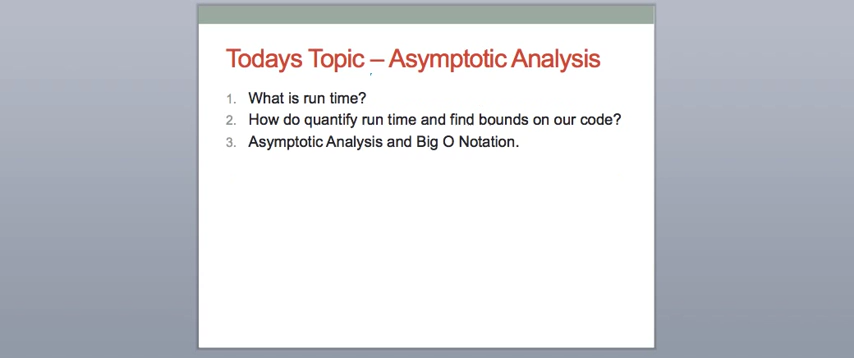 Todays Topic – Asymptotic Analysis
1. What is run time?
2. How do quantify run time and find bounds on our code?
3. Asymptotic Analysis and Big O Notation.